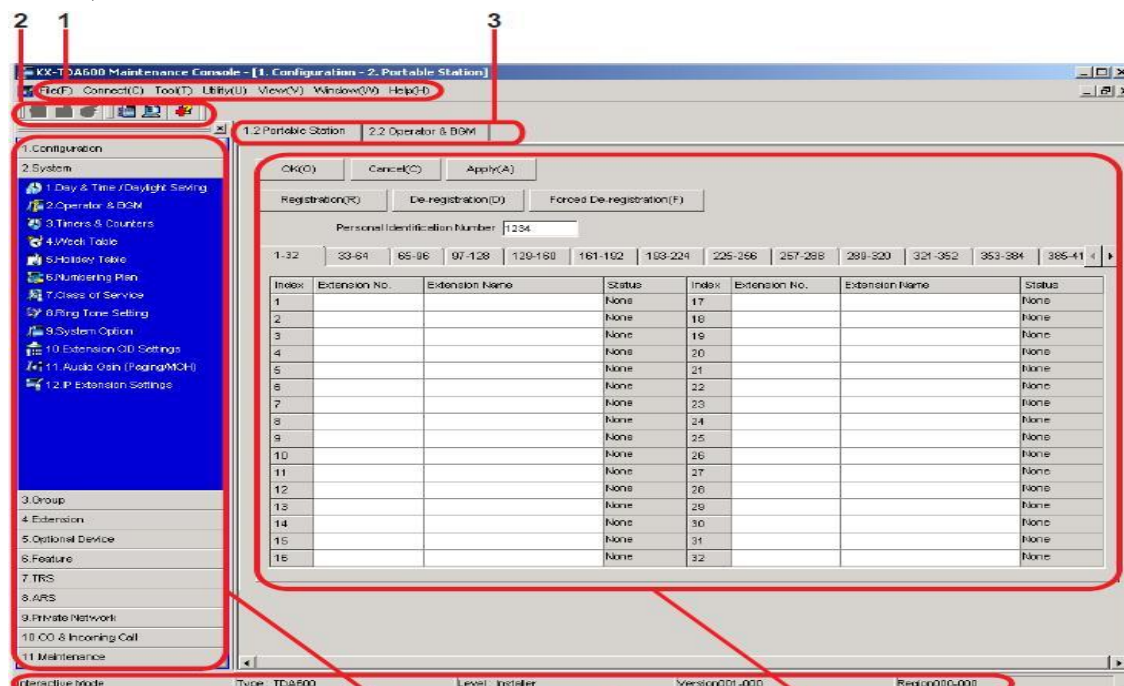 2 1 3
KX-TDA600 Maintenance Console - [1. Configuration - 2. Portable Station]
File(F) Connect(C) Tool(T) Utility(U) View(V) Window(W) Help(H)
1.2 Portable Station 2.2 Operator & BGM
1.Configuration
2.System
1.Day & Time /Daylight Saving
2.Operator & BGM
3.Timers & Counters
4.Week Table
5.Holiday Table
6.Numbering Plan
7.Class of Service
8.Ring Tone Setting
9.System Option
10.Extension CID Settings
11.Audio Gain (Paging/MOH)
12.IP Extension Settings
3.Group
4.Extension
5.Optional Device
6.Feature
7.TRS
8.ARS
9.Private Network
10.CO & Incoming Call
11.Maintenance
OK(O) Cancel(C) Apply(A)
Registration(R) De-registration(D) Forced De-registration(F)
Personal Identification Number 1234
1-32 33-64 65-96 97-128 129-160 161-192 193-224 225-256 257-288 289-320 321-352 353-384 385-41
Index Extension No. Extension Name Status Index Extension No. Extension Name Status
1 None 17 None
2 None 18 None
3 None 19 None
4 None 20 None
5 None 21 None
6 None 22 None
7 None 23 None
8 None 24 None
9 None 25 None
10 None 26 None
11 None 27 None
12 None 28 None
13 None 29 None
14 None 30 None
15 None 31 None
16 None 32 None
Interactive Mode Type : TDA600 Level : Installer Version001-000 Region000-000